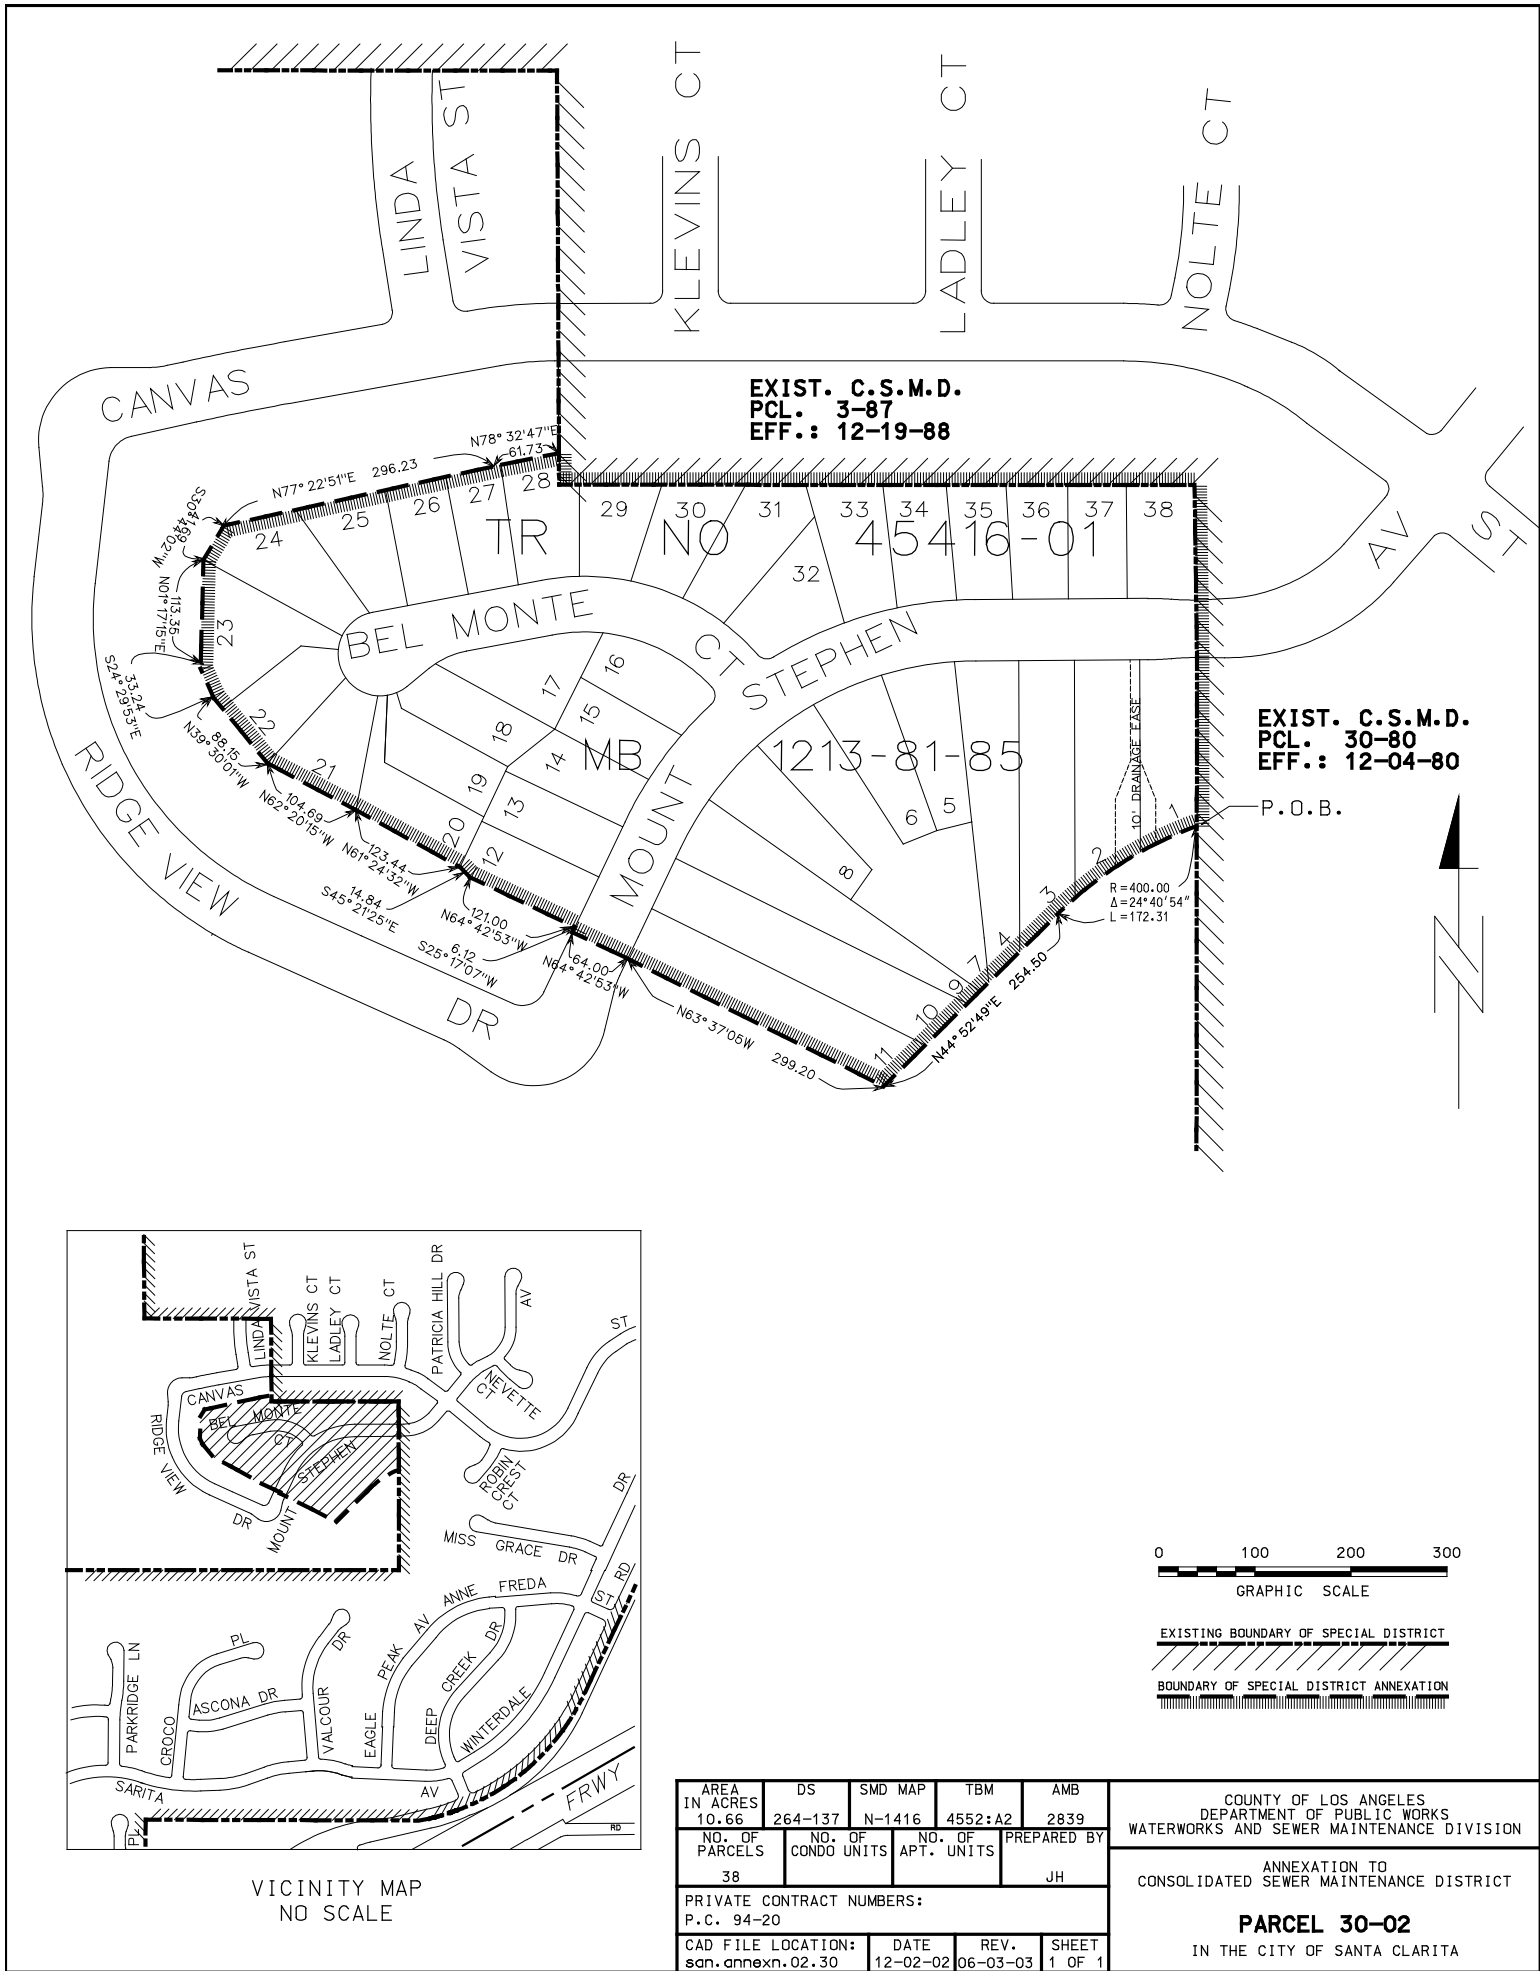 LINDA
VISTA ST
KLEVINS CT
LADLEY CT
NOLTE CT
CANVAS
AV
ST
EXIST. C.S.M.D.
PCL. 3-87
EFF.: 12-19-88
N78° 32'47"E
61.73
N77° 22'51"E 296.23
41.69
N01° 17'15"E
113.35
33.24
S24° 29'53"E
88.15
N39° 30'01"W
104.69
N62° 20'15"W
123.44
N61° 24'32"W
14.84
S45° 21'25"E
121.00
N64° 42'53"W
6.12
S25° 17'07"W
64.00
N64° 42'53"W
N63° 37'05W 299.20
N44° 52'49"E 254.50
R=400.00
Δ=24°40'54"
L=172.31
24
25
26
27
28
29
30
31
32
33
34
35
36
37
38
TR NO 45416-01
23
22
21
20
19
18
17
16
15
14
13
12
11
10
9
8
7
6
5
4
3
2
1
BEL MONTE
CT
STEPHEN
MOUNT
MB 1213-81-85
10' DRAINAGE EASE
RIDGE VIEW
DR
EXIST. C.S.M.D.
PCL. 30-80
EFF.: 12-04-80
P.O.B.
N
LINDA VISTA ST
KLEVINS CT
LADLEY CT
NOLTE CT
PATRICIA HILL DR
AV
ST
NEVETTE
CT
CANVAS
BEL MONTE
CT
STEPHEN
RIDGE VIEW
DR
MOUNT
ROBIN
CREST
CT
MISS GRACE DR
DR
RD
ANNE FREDA
ST
PEAK AV
EAGLE
DEEP CREEK DR
WINTERDALE
PL
DR
PARKRIDGE LN
CROCO
ASCONA DR
VALCOUR
SARITA
AV
FRWY
RD
PL
VICINITY MAP
NO SCALE
0 100 200 300
GRAPHIC SCALE
EXISTING BOUNDARY OF SPECIAL DISTRICT
BOUNDARY OF SPECIAL DISTRICT ANNEXATION
AREA
IN ACRES
10.66
DS
264-137
SMD MAP
N-1416
TBM
4552:A2
AMB
2839
NO. OF
PARCELS
38
NO. OF
CONDO UNITS
NO. OF
APT. UNITS
PREPARED BY
JH
PRIVATE CONTRACT NUMBERS:
P.C. 94-20
CAD FILE LOCATION:
san.annexn.02.30
DATE
12-02-02
REV.
06-03-03
SHEET
1 OF 1
COUNTY OF LOS ANGELES
DEPARTMENT OF PUBLIC WORKS
WATERWORKS AND SEWER MAINTENANCE DIVISION
ANNEXATION TO
CONSOLIDATED SEWER MAINTENANCE DISTRICT
PARCEL 30-02
IN THE CITY OF SANTA CLARITA